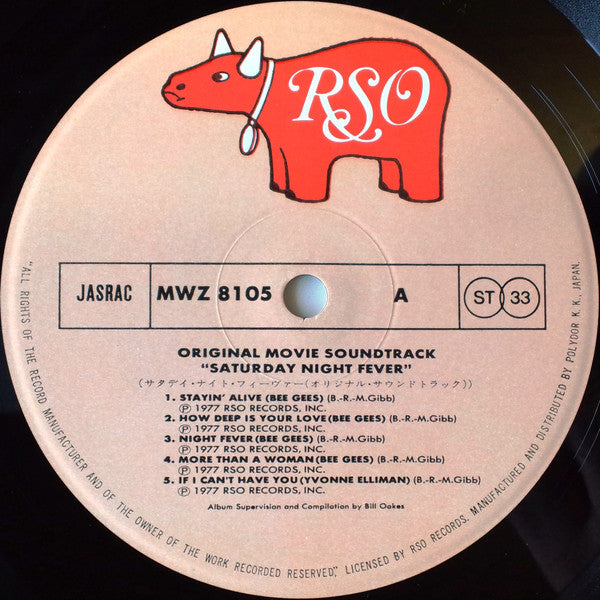 RSO
JASRAC MWZ 8105 A ST 33
ORIGINAL MOVIE SOUNDTRACK
“SATURDAY NIGHT FEVER”
(サタデイ・ナイト・フィーヴァー(オリジナル・サウンドトラック))
1. STAYIN' ALIVE (BEE GEES) (B.-R.-M.Gibb)
Ⓟ 1977 RSO RECORDS, INC.
2. HOW DEEP IS YOUR LOVE (BEE GEES) (B.-R.-M.Gibb)
Ⓟ 1977 RSO RECORDS, INC.
3. NIGHT FEVER (BEE GEES) (B.-R.-M.Gibb)
Ⓟ 1977 RSO RECORDS, INC.
4. MORE THAN A WOMAN (BEE GEES) (B.-R.-M.Gibb)
Ⓟ 1977 RSO RECORDS, INC.
5. IF I CAN'T HAVE YOU (YVONNE ELLIMAN) (B.-R.-M.Gibb)
Ⓟ 1977 RSO RECORDS, INC.
Album Supervision and Compilation by Bill Oakes
“ALL RIGHTS OF THE RECORD MANUFACTURER AND OF THE OWNER OF THE WORK RECORDED RESERVED,” LICENSED BY RSO RECORDS. MANUFACTURED AND DISTRIBUTED BY POLYDOR K. K., JAPAN.